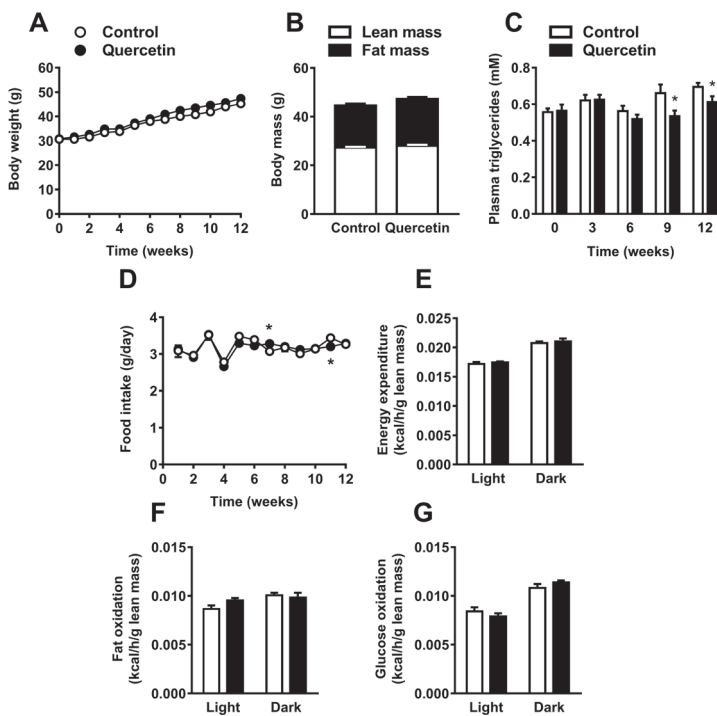 A
Control
Quercetin
Body weight (g)
60
50
40
30
20
10
0
0 2 4 6 8 10 12
Time (weeks)
B
Lean mass
Fat mass
Body mass (g)
60
40
20
0
Control Quercetin
C
Control
Quercetin
Plasma triglycerides (mM)
0.8
0.6
0.4
0.2
0.0
* *
0 3 6 9 12
Time (weeks)
D
Food intake (g/day)
4
3
2
1
0
*
*
0 2 4 6 8 10 12
Time (weeks)
E
Energy expenditure
(kcal/h/g lean mass)
0.025
0.020
0.015
0.010
0.005
0.000
Light Dark
F
Fat oxidation
(kcal/h/g lean mass)
0.015
0.010
0.005
0.000
Light Dark
G
Glucose oxidation
(kcal/h/g lean mass)
0.015
0.010
0.005
0.000
Light Dark